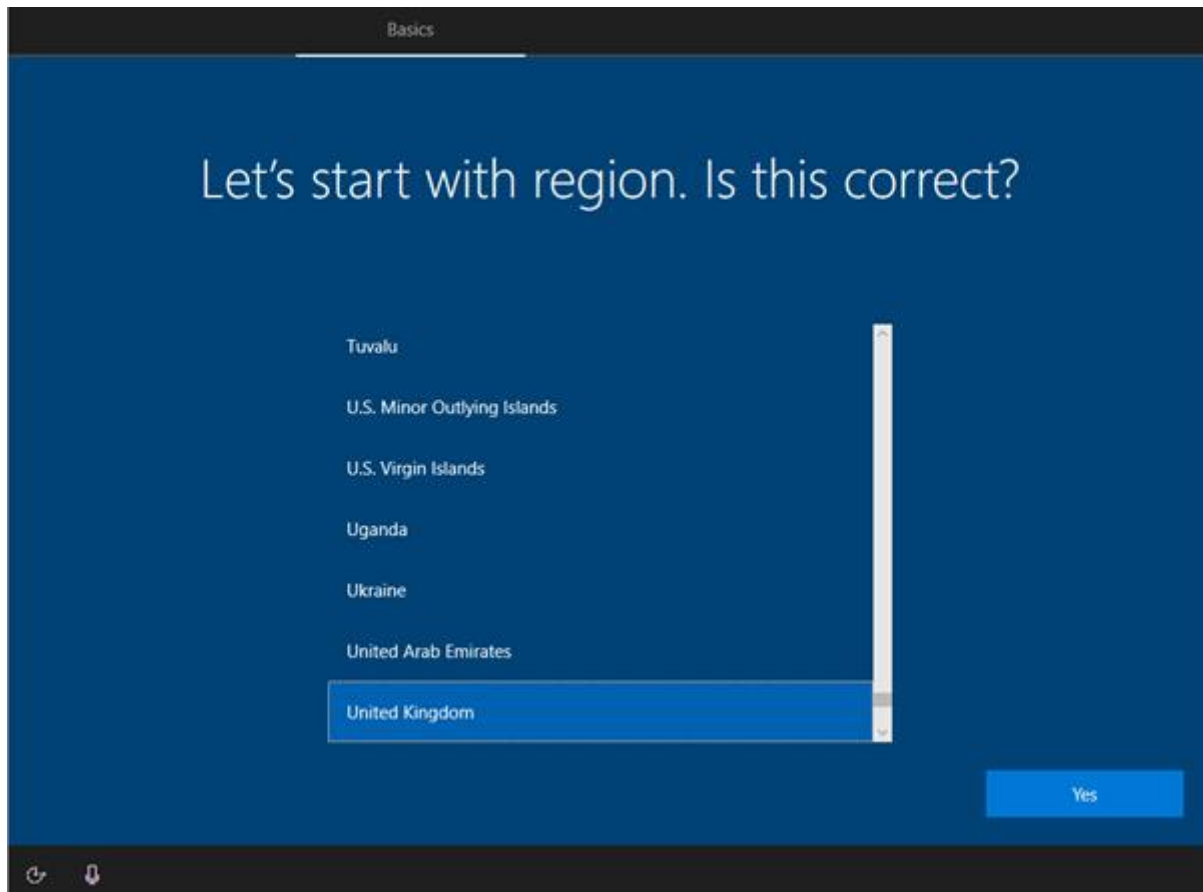 Basics
Let's start with region. Is this correct?
Tuvalu
U.S. Minor Outlying Islands
U.S. Virgin Islands
Uganda
Ukraine
United Arab Emirates
United Kingdom
Yes